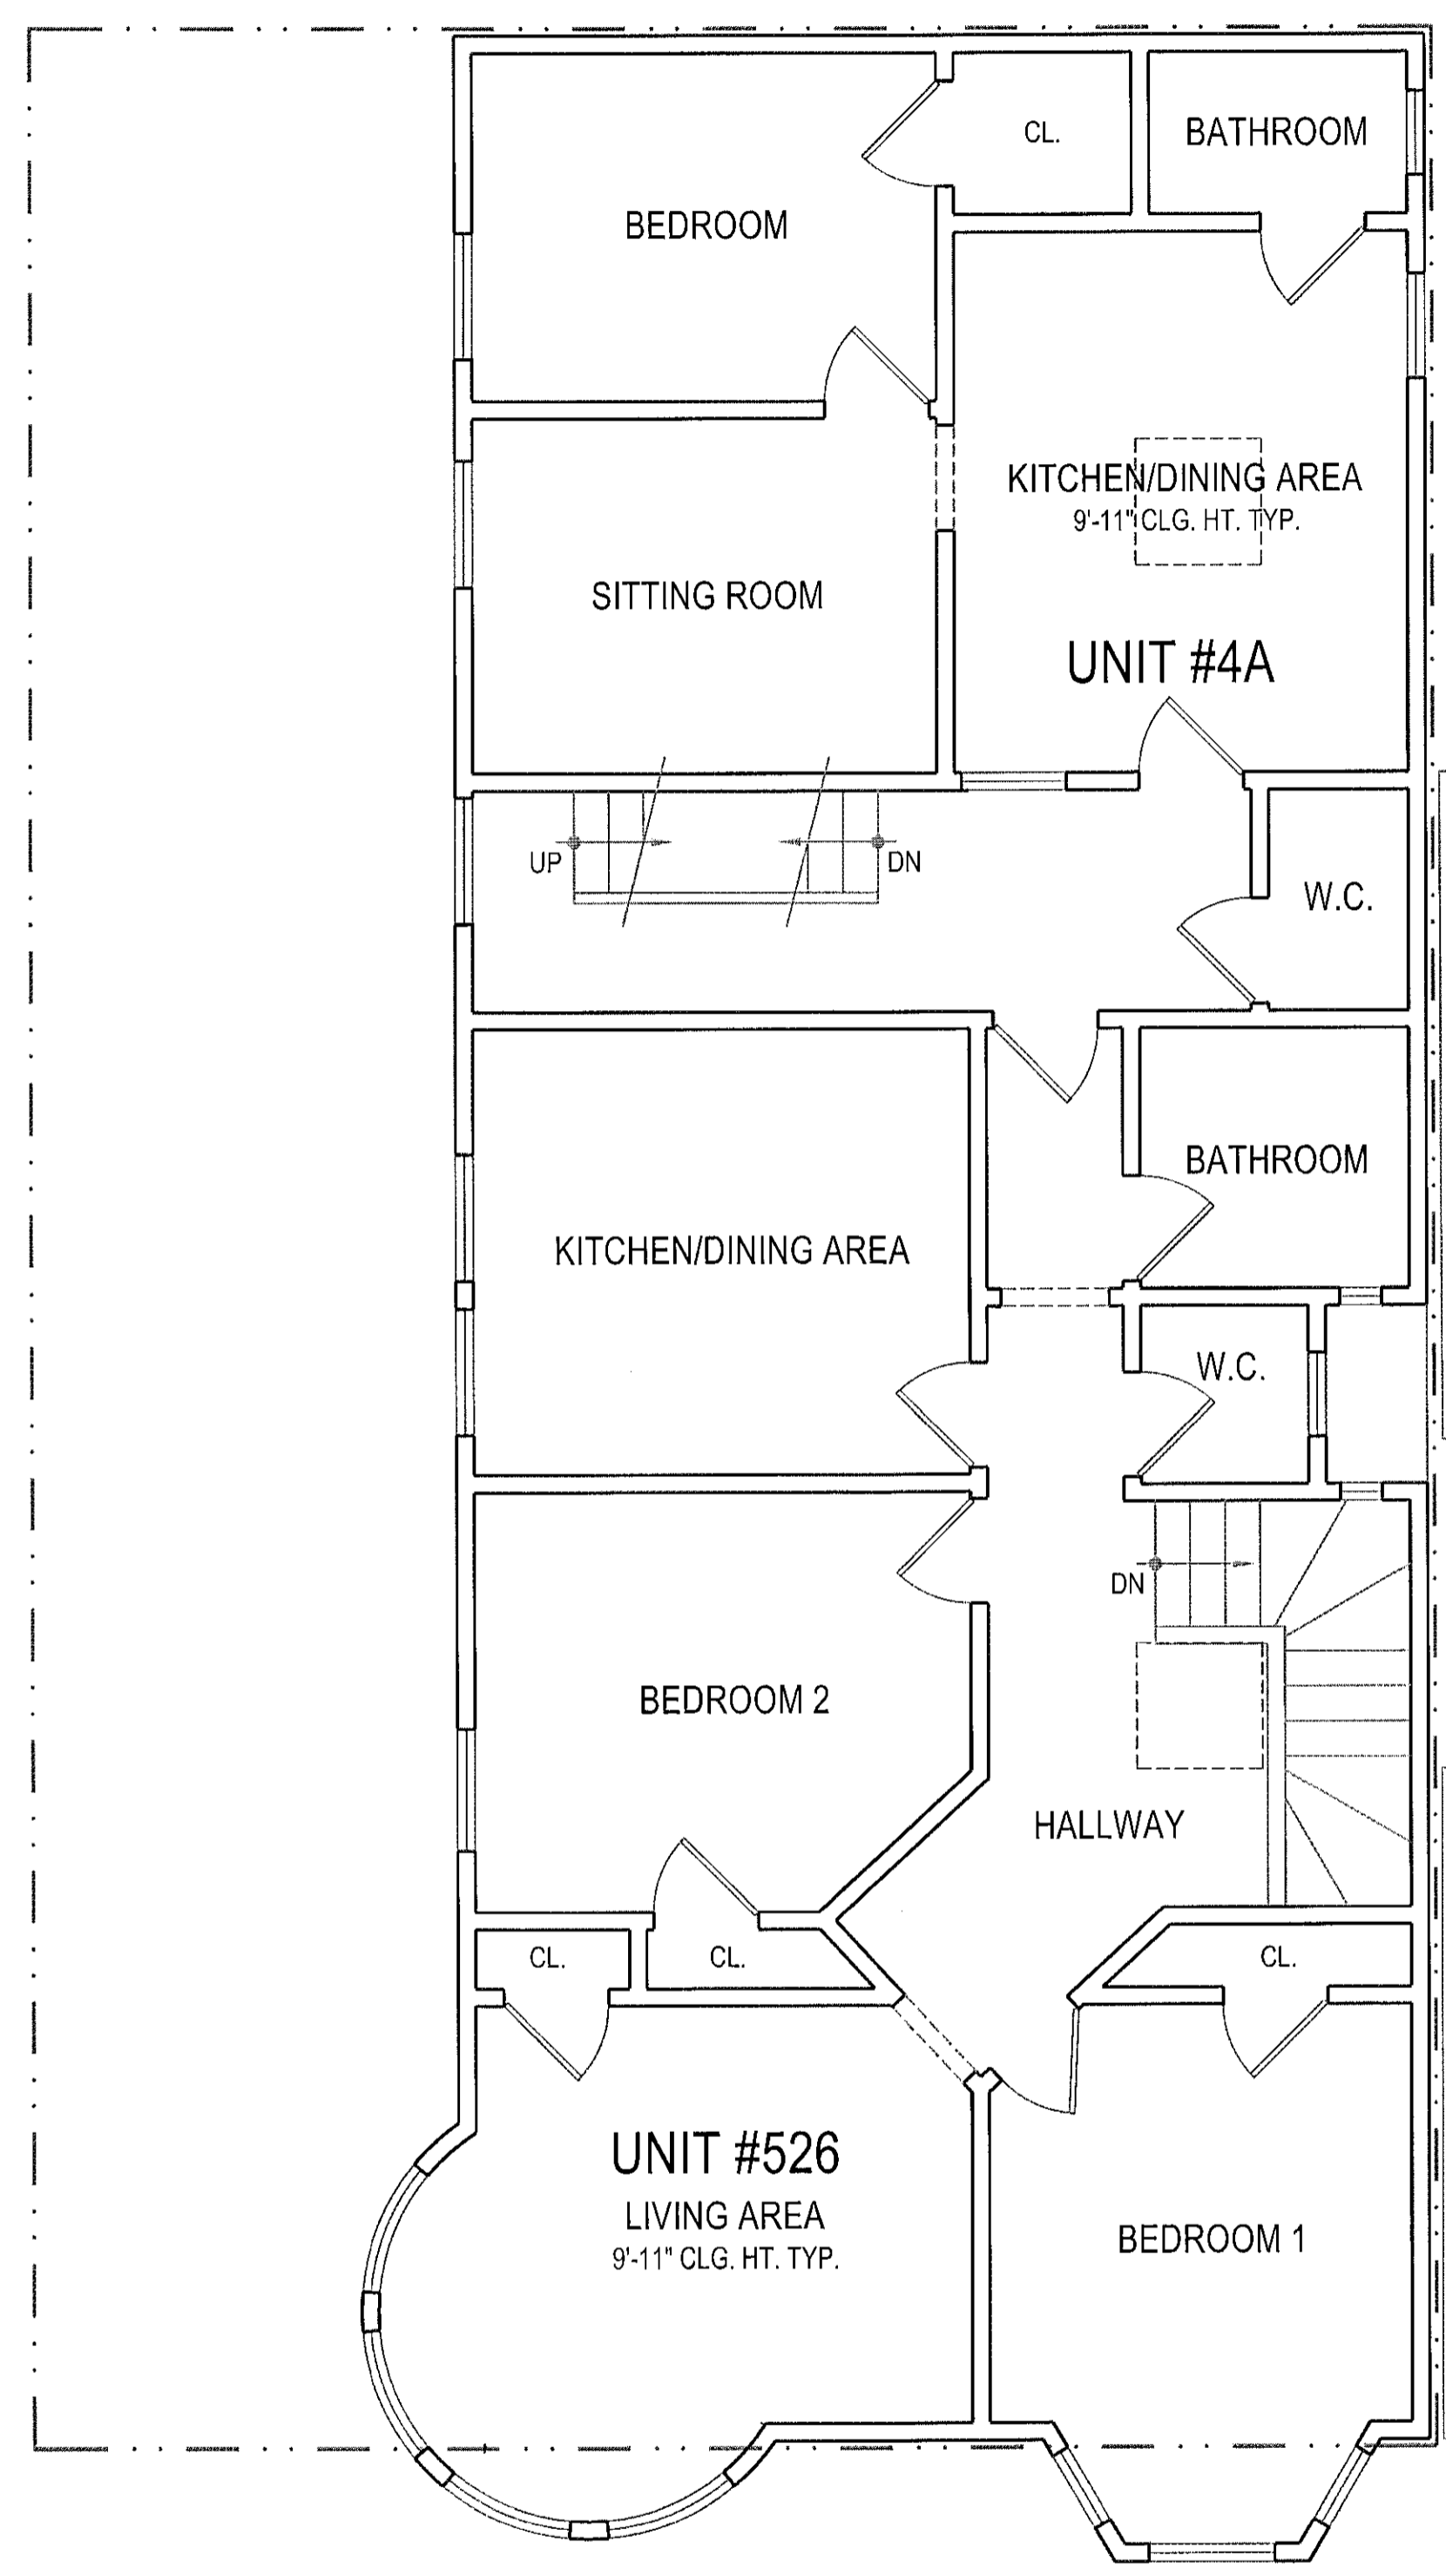 CL.
BATHROOM
BEDROOM
KITCHEN/DINING AREA
9'-11" CLG. HT. TYP.
SITTING ROOM
UNIT #4A
UP
DN
W.C.
BATHROOM
KITCHEN/DINING AREA
W.C.
DN
BEDROOM 2
HALLWAY
CL.
CL.
CL.
UNIT #526
LIVING AREA
9'-11" CLG. HT. TYP.
BEDROOM 1